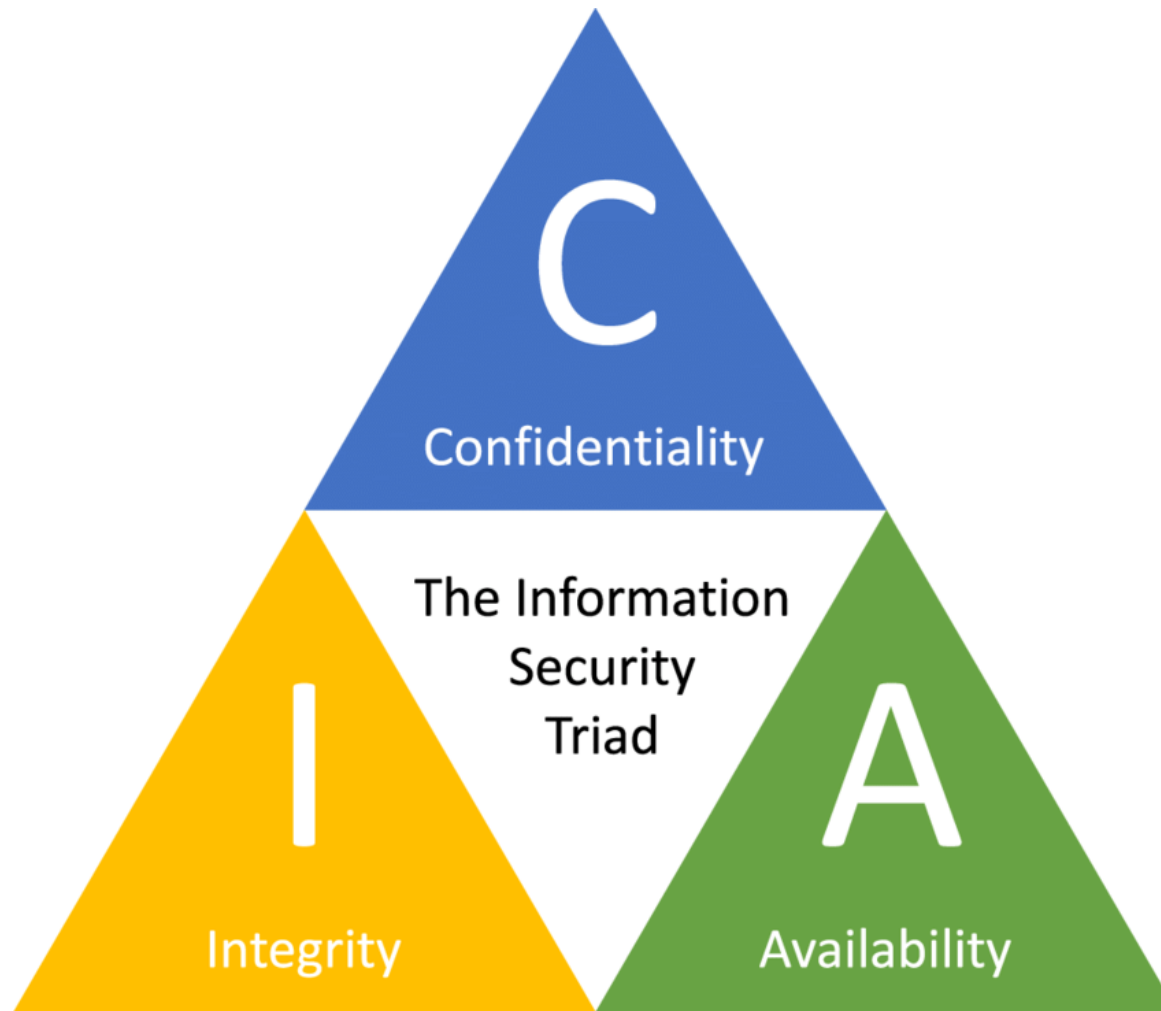 C
Confidentiality
The Information
Security
Triad
I
Integrity
A
Availability